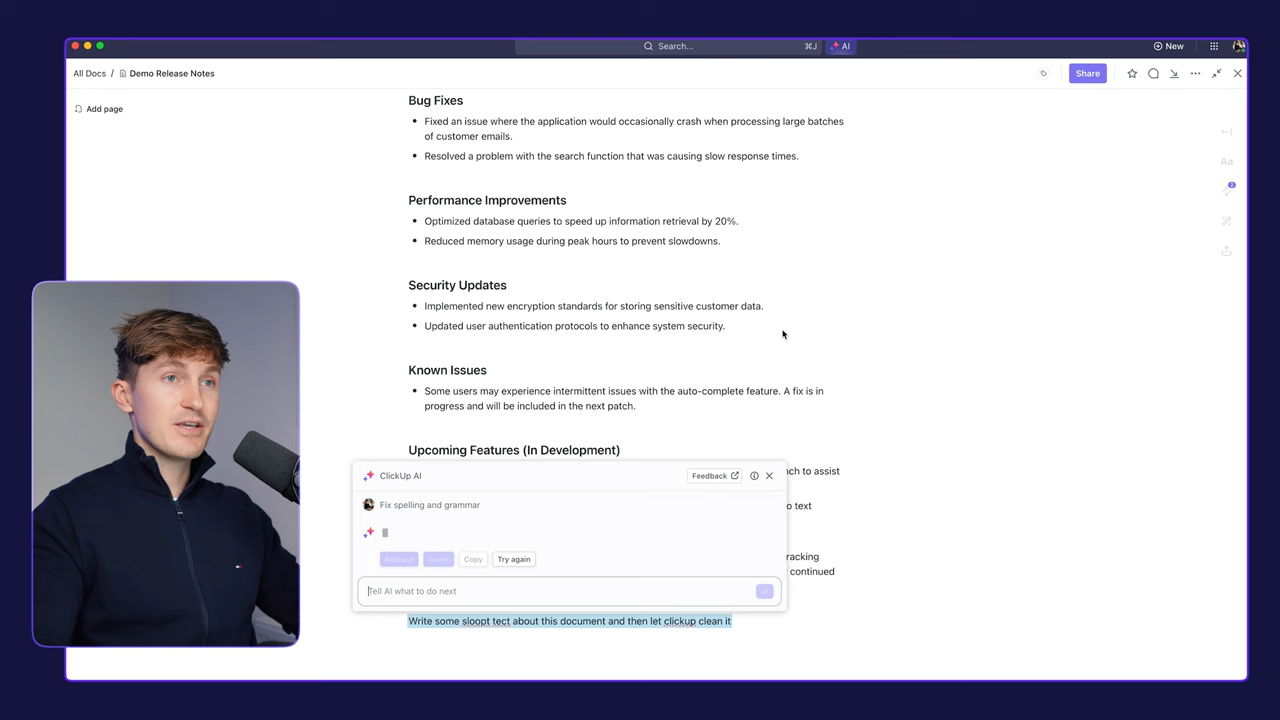 Search...
⌘J
AI
New
All Docs / Demo Release Notes
Share
Add page
Bug Fixes
• Fixed an issue where the application would occasionally crash when processing large batches
of customer emails.
• Resolved a problem with the search function that was causing slow response times.
Performance Improvements
• Optimized database queries to speed up information retrieval by 20%.
• Reduced memory usage during peak hours to prevent slowdowns.
Security Updates
• Implemented new encryption standards for storing sensitive customer data.
• Updated user authentication protocols to enhance system security.
Known Issues
• Some users may experience intermittent issues with the auto-complete feature. A fix is in
progress and will be included in the next patch.
Upcoming Features (In Development)
to assist
text
continued
ClickUp AI
Feedback
Fix spelling and grammar
Replace
Insert
Copy
Try again
Tell AI what to do next
Write some sloopt tect about this document and then let clickup clean it
Aa
2